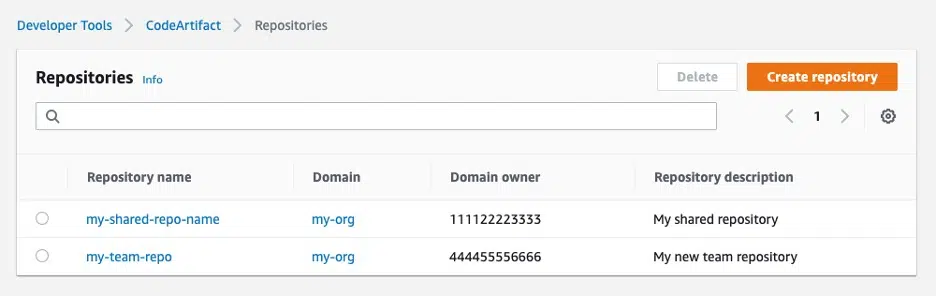 Developer Tools > CodeArtifact > Repositories
Repositories Info Delete Create repository
1
Repository name Domain Domain owner Repository description
my-shared-repo-name my-org 111122223333 My shared repository
my-team-repo my-org 444455556666 My new team repository